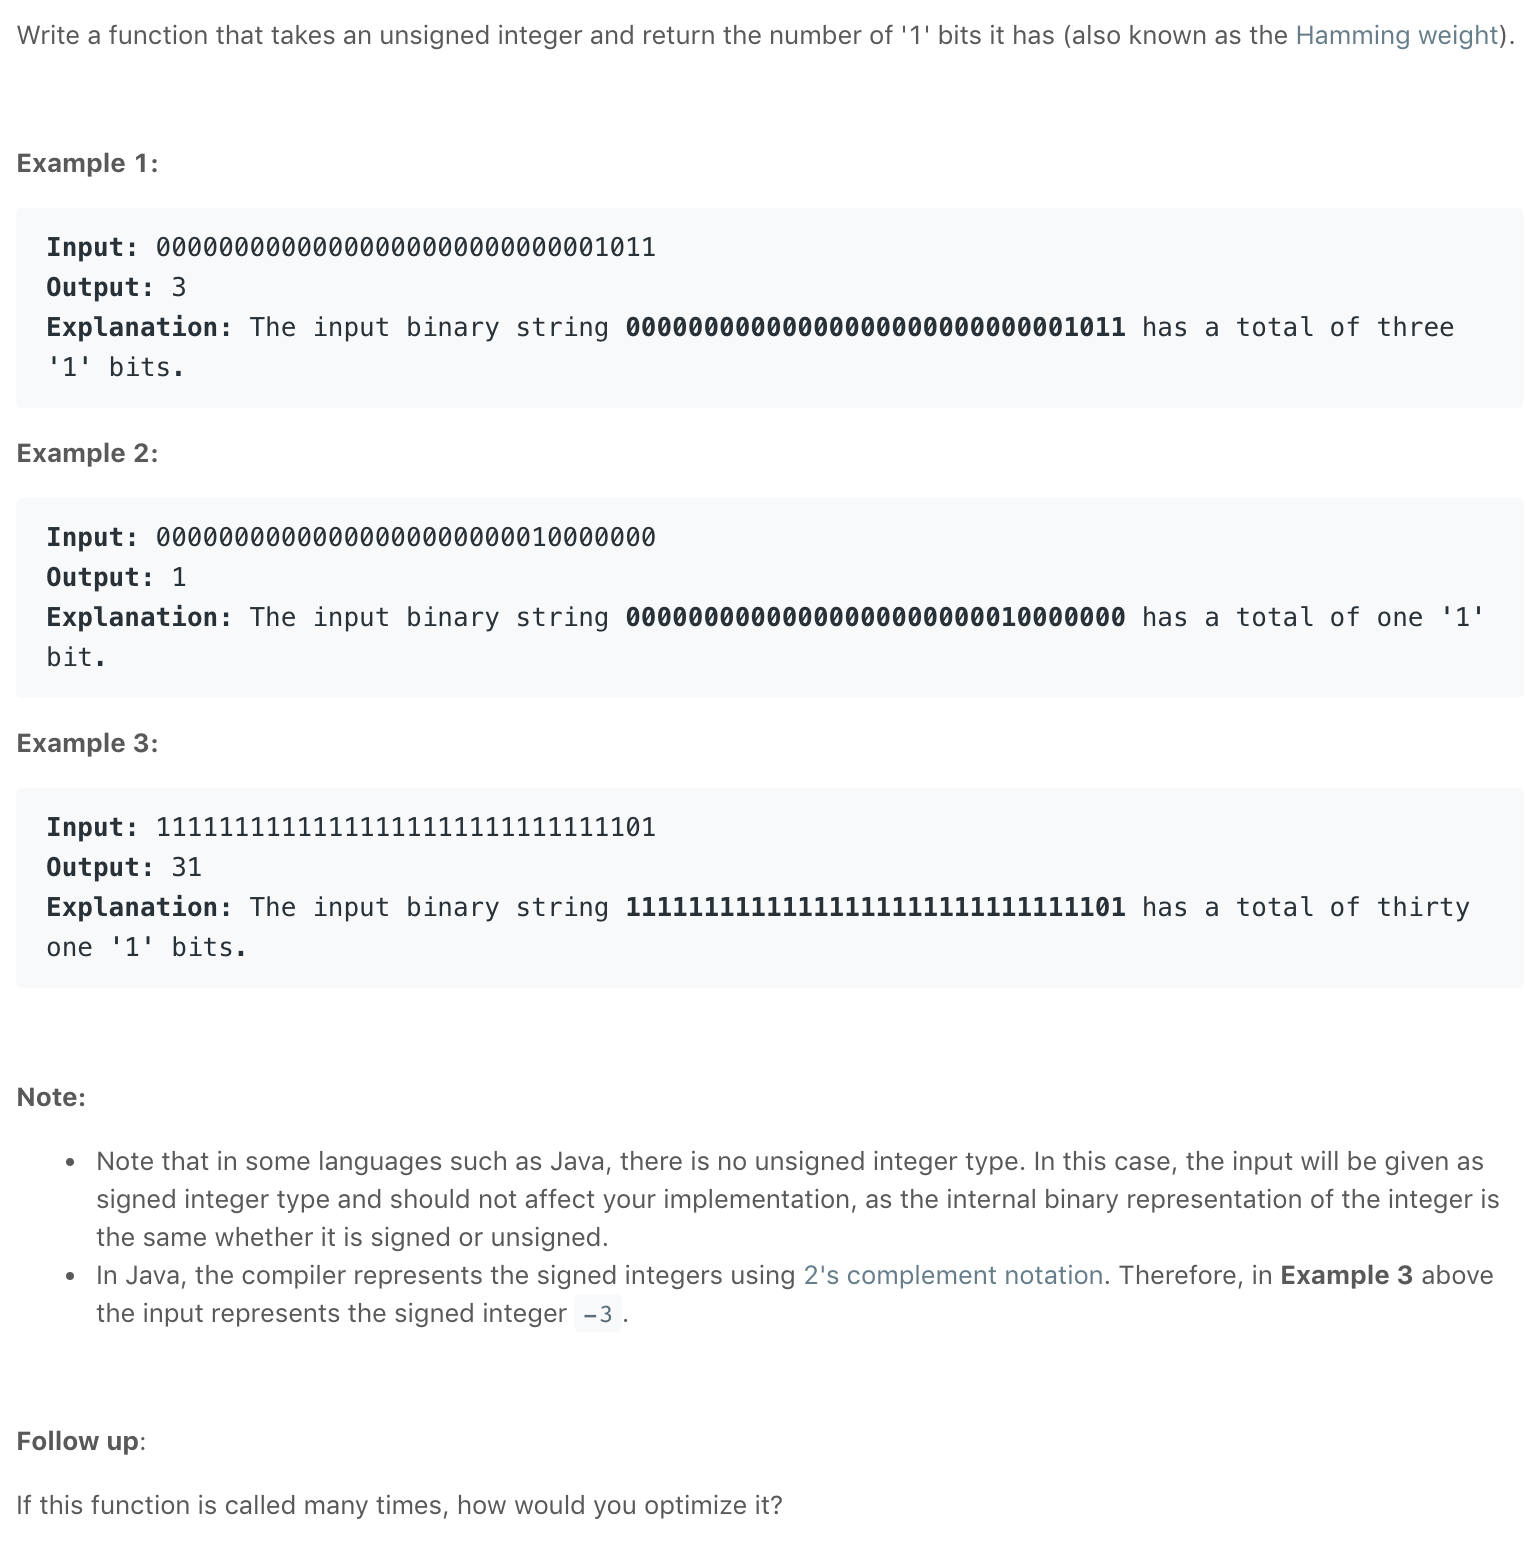 Write a function that takes an unsigned integer and return the number of '1' bits it has (also known as the Hamming weight).
Example 1:
Input: 00000000000000000000000000001011
Output: 3
Explanation: The input binary string 00000000000000000000000000001011 has a total of three
'1' bits.
Example 2:
Input: 00000000000000000000000010000000
Output: 1
Explanation: The input binary string 00000000000000000000000010000000 has a total of one '1'
bit.
Example 3:
Input: 11111111111111111111111111111101
Output: 31
Explanation: The input binary string 11111111111111111111111111111101 has a total of thirty
one '1' bits.
Note:
• Note that in some languages such as Java, there is no unsigned integer type. In this case, the input will be given as
signed integer type and should not affect your implementation, as the internal binary representation of the integer is
the same whether it is signed or unsigned.
• In Java, the compiler represents the signed integers using 2's complement notation. Therefore, in Example 3 above
the input represents the signed integer -3.
Follow up:
If this function is called many times, how would you optimize it?